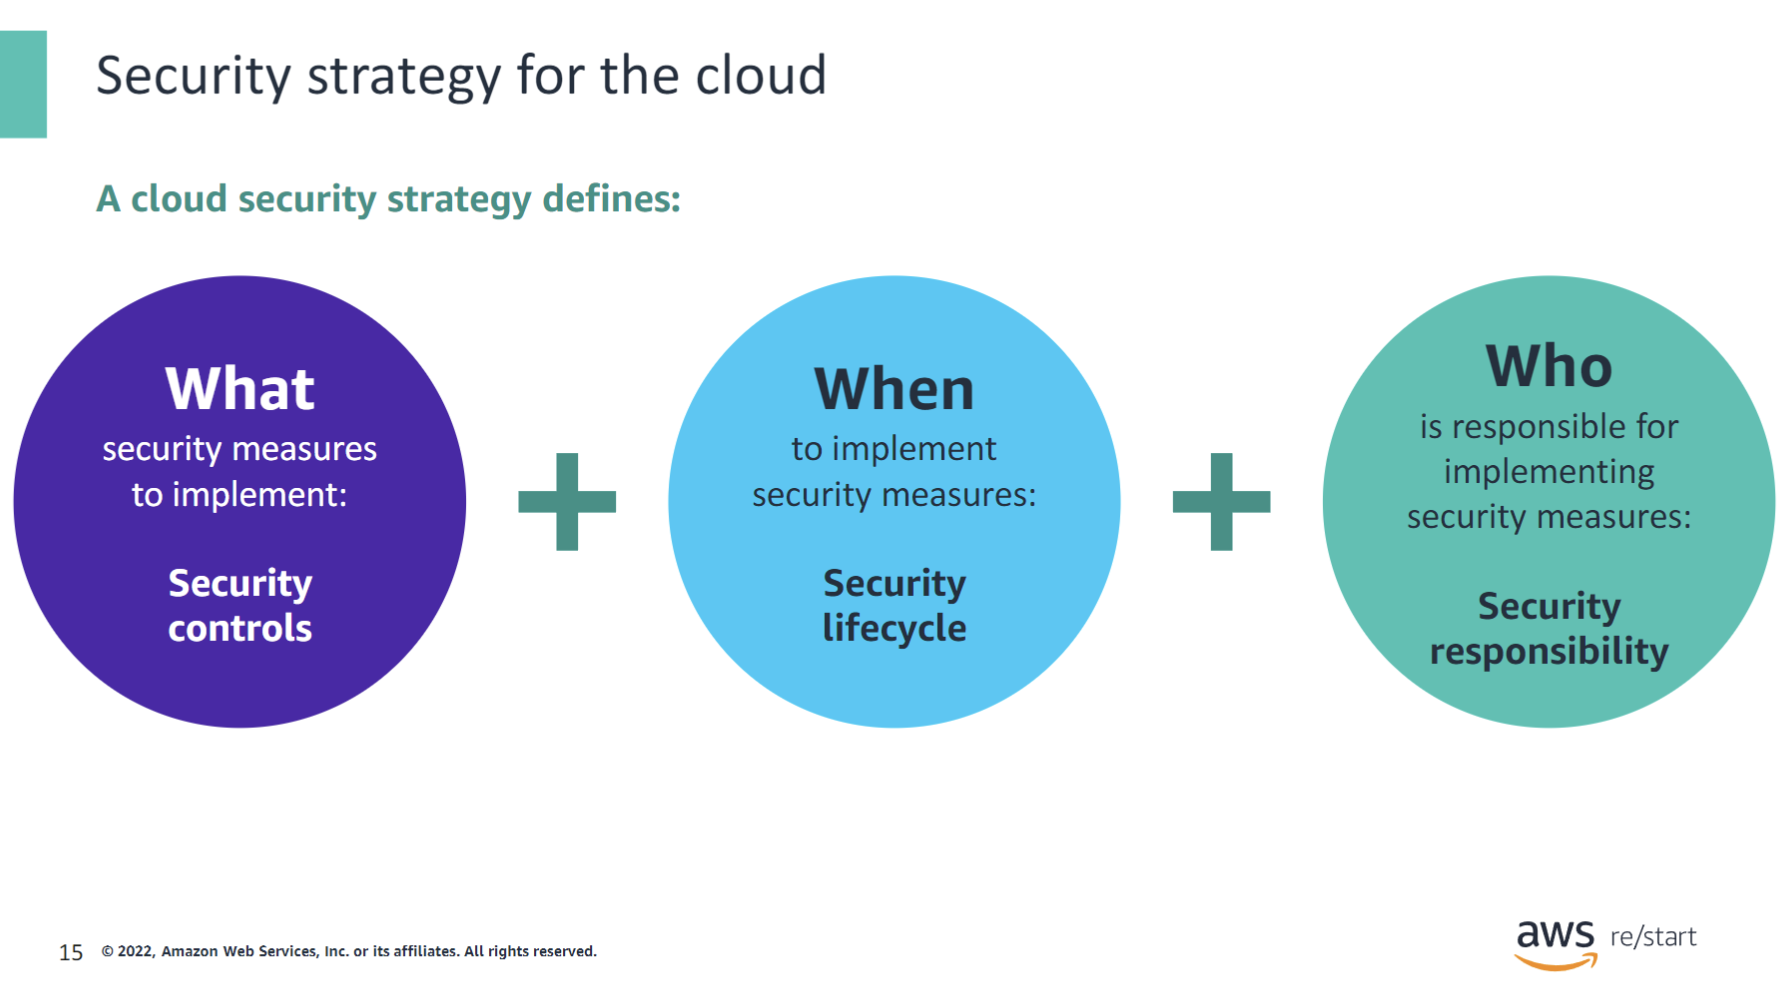 Security strategy for the cloud
A cloud security strategy defines:
What
security measures
to implement:
Security
controls
When
to implement
security measures:
Security
lifecycle
Who
is responsible for
implementing
security measures:
Security
responsibility
15 © 2022, Amazon Web Services, Inc. or its affiliates. All rights reserved.
aws re/start